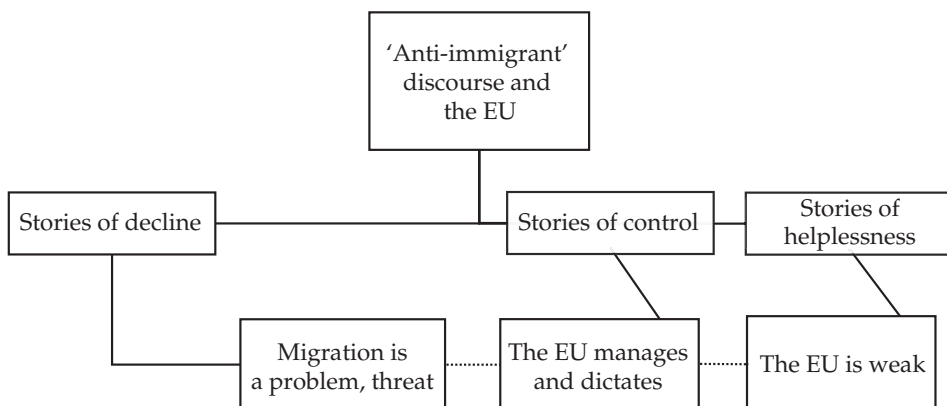 ‘Anti-immigrant’
discourse and
the EU
Stories of decline
Stories of control
Stories of
helplessness
Migration is
a problem, threat
The EU manages
and dictates
The EU is weak